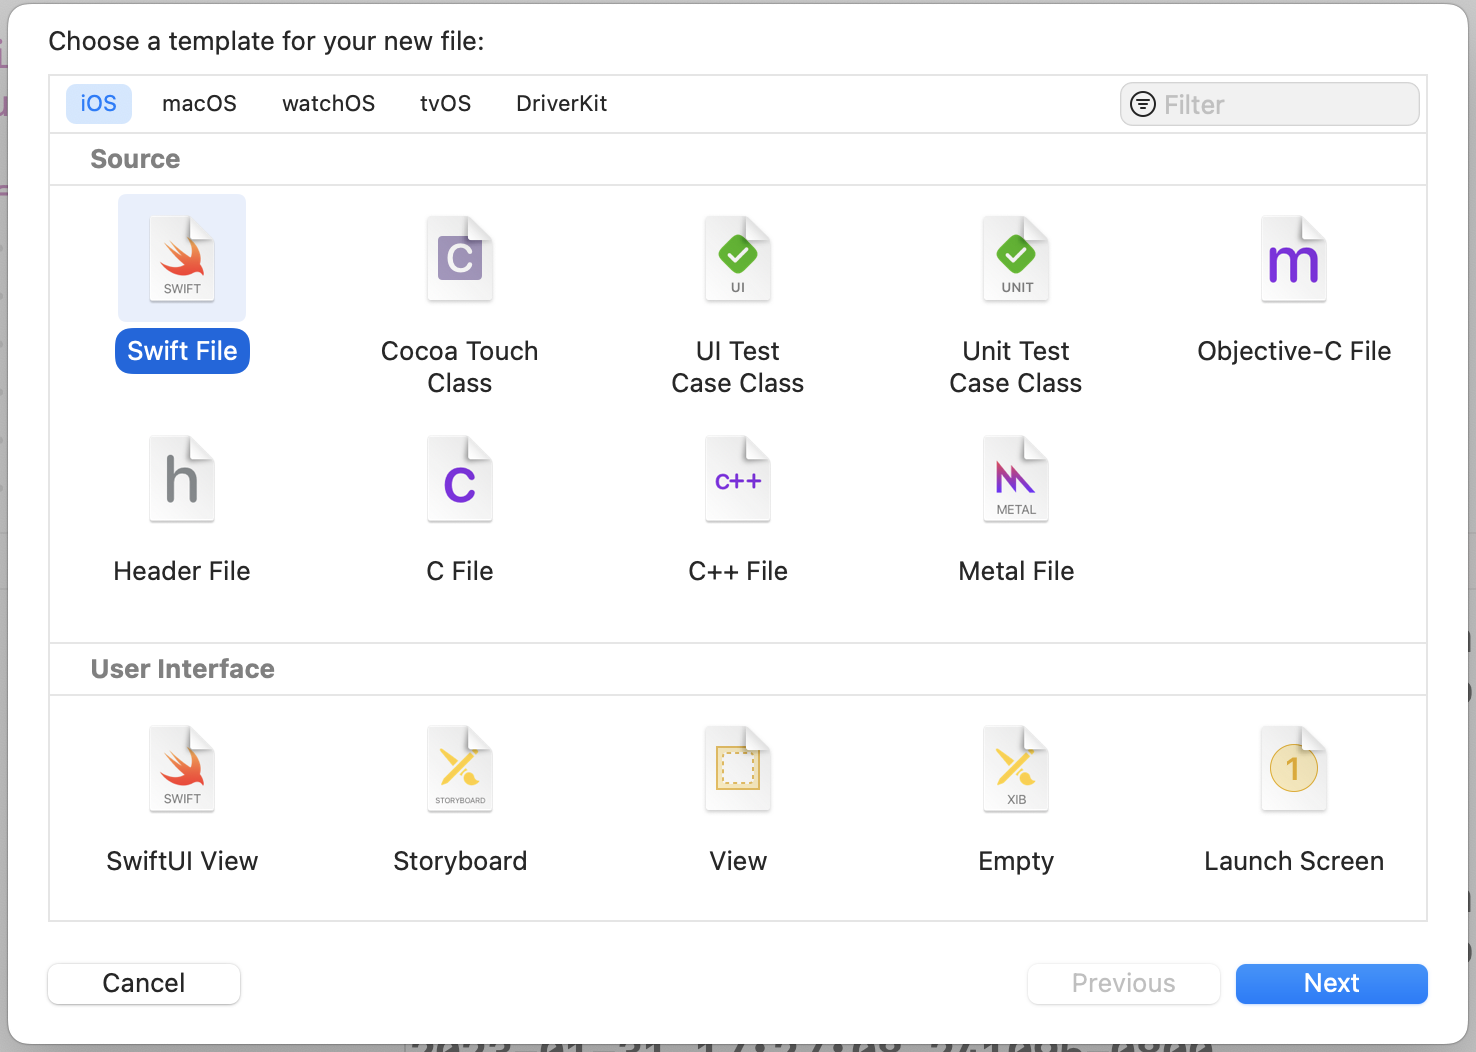 Choose a template for your new file:
iOS macOS watchOS tvOS DriverKit Filter
Source
SWIFT C UI UNIT m
Swift File Cocoa Touch Class UI Test Case Class Unit Test Case Class Objective-C File
h C C++ METAL
Header File C File C++ File Metal File
User Interface
SWIFT STORYBOARD XIB 1
SwiftUI View Storyboard View Empty Launch Screen
Cancel Previous Next